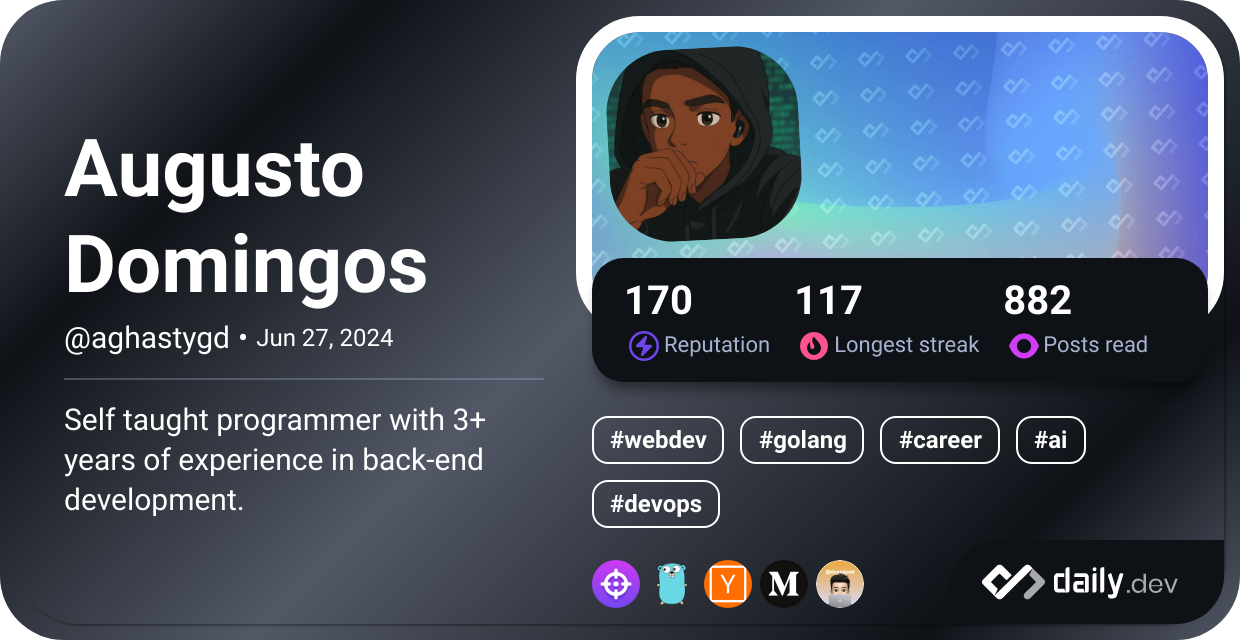 Augusto
Domingos
@aghastygd • Jun 27, 2024
Self taught programmer with 3+
years of experience in back-end
development.
170 117 882
Reputation Longest streak Posts read
#webdev #golang #career #ai
#devops
Y M
daily.dev